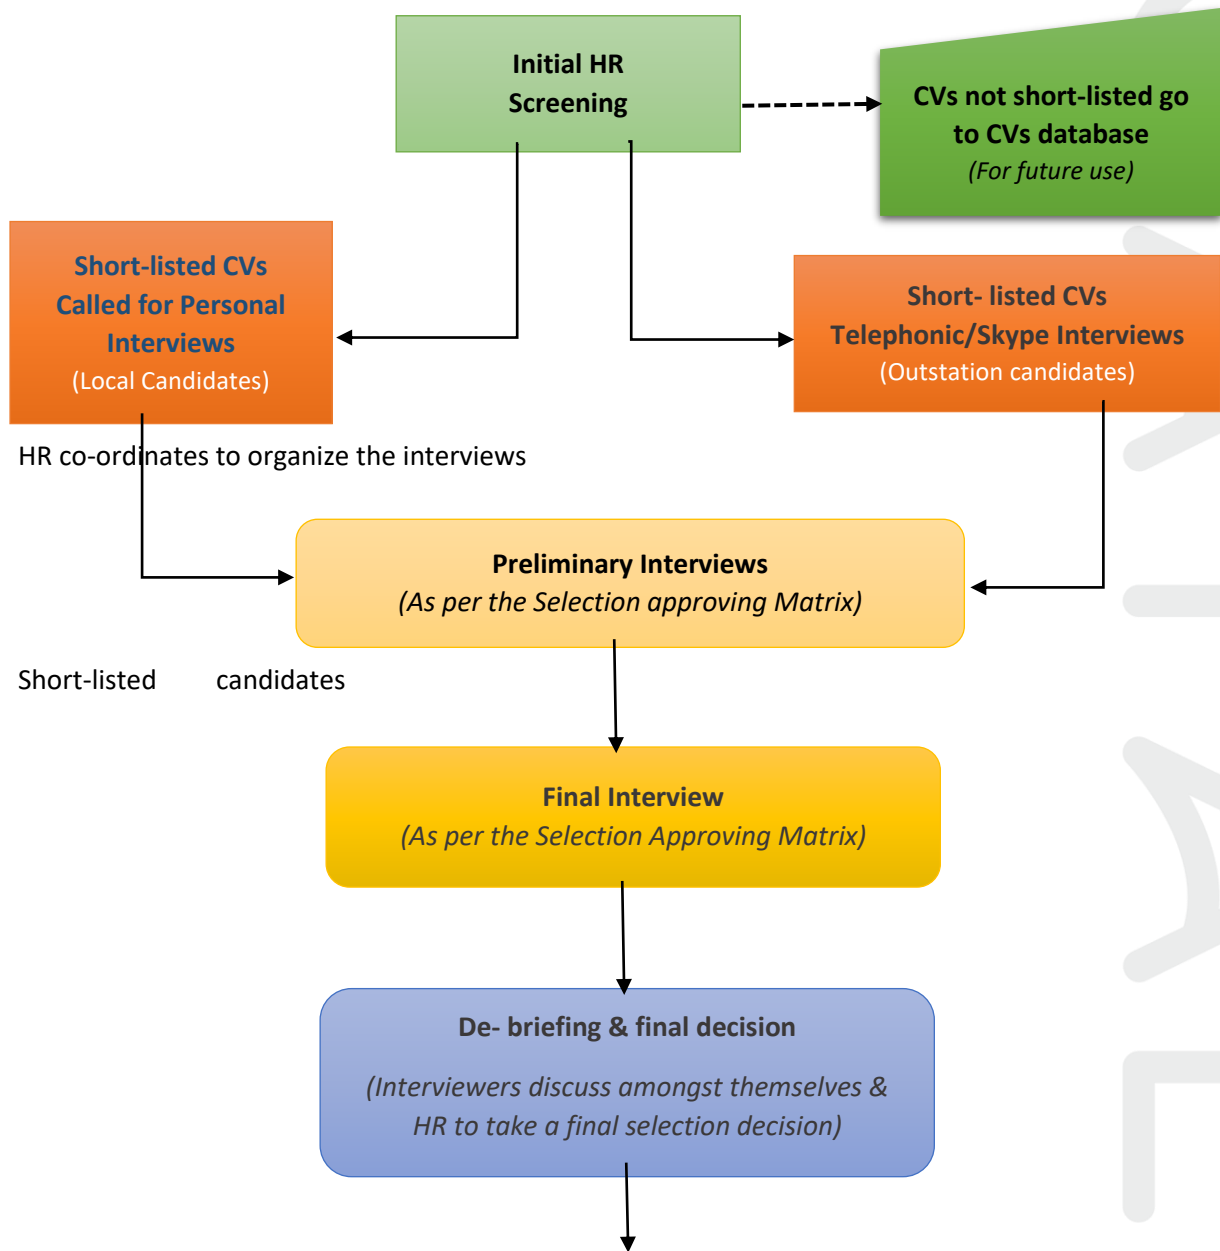 Initial HR
Screening
CVs not short-listed go
to CVs database
(For future use)
Short-listed CVs
Called for Personal
Interviews
(Local Candidates)
Short- listed CVs
Telephonic/Skype Interviews
(Outstation candidates)
HR co-ordinates to organize the interviews
Preliminary Interviews
(As per the Selection approving Matrix)
Short-listed candidates
Final Interview
(As per the Selection Approving Matrix)
De- briefing & final decision
(Interviewers discuss amongst themselves &
HR to take a final selection decision)